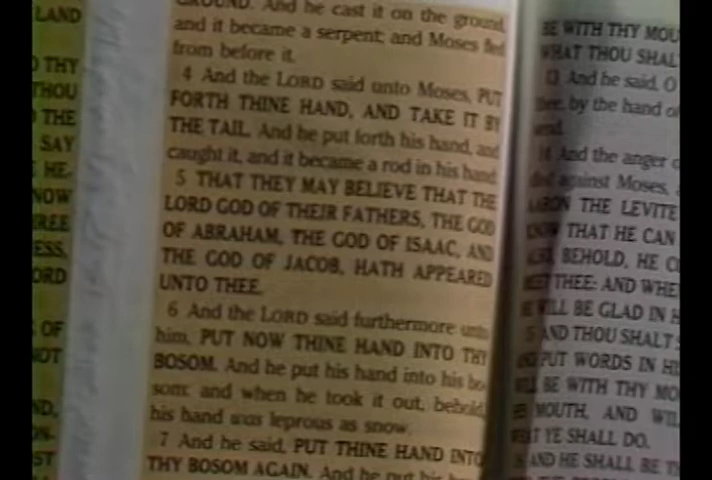 LAND
D THY
THOU
THE
SAY
HE-
NOW
REE
ESS,
ORD
OF
NOT
ND,
ON-
ST
GROUND. And he cast it on the ground,
and it became a serpent; and Moses fled
from before it.
4 And the LORD said unto Moses, PUT
FORTH THINE HAND, AND TAKE IT BY
THE TAIL. And he put forth his hand, and
caught it, and it became a rod in his hand:
5 THAT THEY MAY BELIEVE THAT THE
LORD GOD OF THEIR FATHERS, THE GOD
OF ABRAHAM, THE GOD OF ISAAC, AND
THE GOD OF JACOB, HATH APPEARED
UNTO THEE.
6 And the LORD said furthermore unto
him, PUT NOW THINE HAND INTO THY
BOSOM. And he put his hand into his bo-
som: and when he took it out, behold,
his hand was leprous as snow.
7 And he said, PUT THINE HAND INTO
THY BOSOM AGAIN. And he put his
BE WITH THY MOU
WHAT THOU SHAL
13 And he said, O
thee, by the hand o
send.
14 And the anger o
against Moses,
AARON THE LEVITE
KNOW THAT HE CAN
BEHOLD, HE C
MEET THEE: AND WHE
HE WILL BE GLAD IN H
AND THOU SHALT S
AND PUT WORDS IN HI
WILL BE WITH THY MO
MOUTH, AND WIL
WHAT YE SHALL DO.
AND HE SHALL BE T